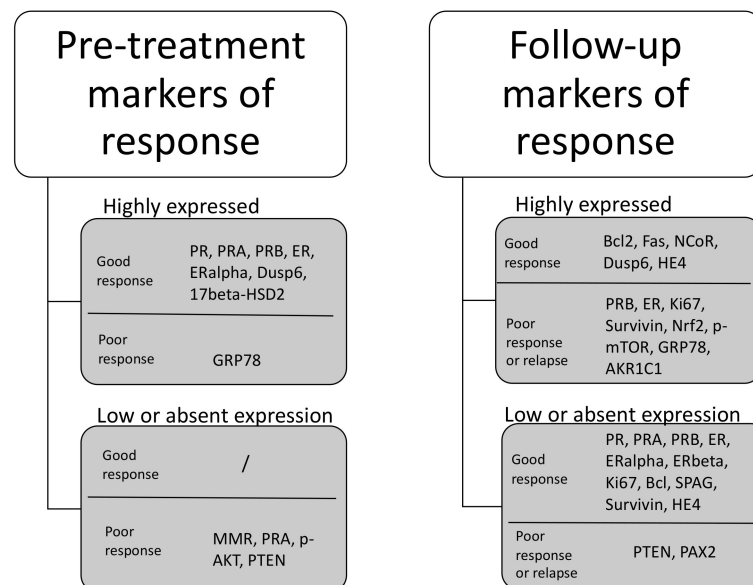 Pre-treatment
markers of
response
Highly expressed
Good
response
PR, PRA, PRB, ER,
ERalpha, Dusp6,
17beta-HSD2
Poor
response
GRP78
Low or absent expression
Good
response
/
Poor
response
MMR, PRA, p-
AKT, PTEN
Follow-up
markers of
response
Highly expressed
Good
response
Bcl2, Fas, NCoR,
Dusp6, HE4
Poor
response
or relapse
PRB, ER, Ki67,
Survivin, Nrf2, p-
mTOR, GRP78,
AKR1C1
Low or absent expression
Good
response
PR, PRA, PRB, ER,
ERalpha, ERbeta,
Ki67, Bcl, SPAG,
Survivin, HE4
Poor
response
or relapse
PTEN, PAX2